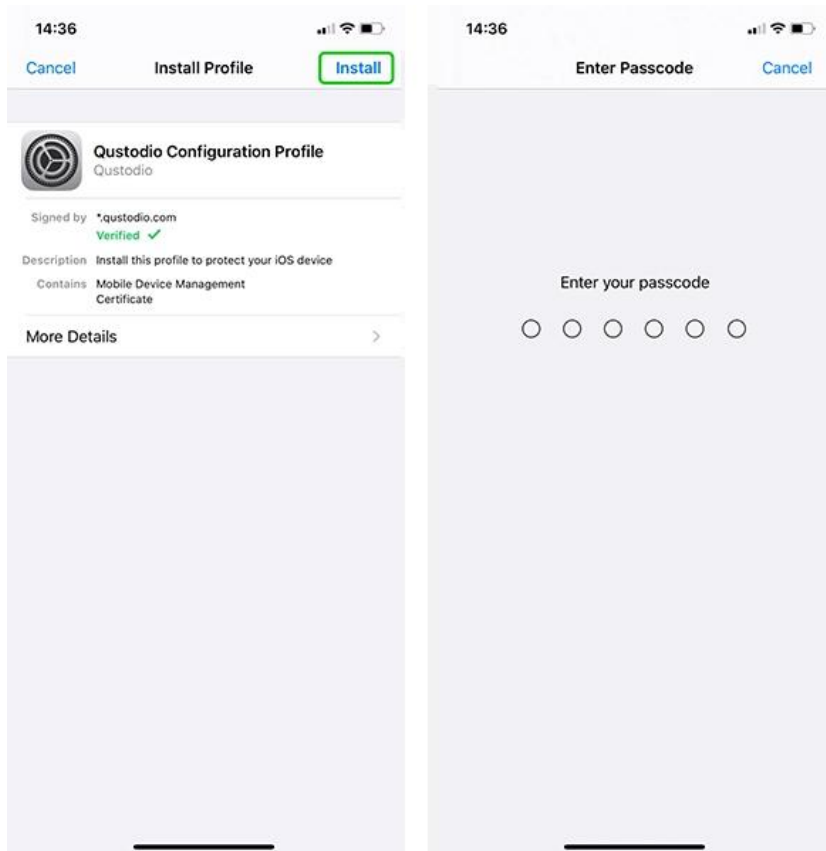 14:36
Cancel Install Profile Install
Qustodio Configuration Profile
Qustodio
Signed by *.qustodio.com
Verified ✓
Description Install this profile to protect your iOS device
Contains Mobile Device Management
Certificate
More Details
14:36
Enter Passcode Cancel
Enter your passcode